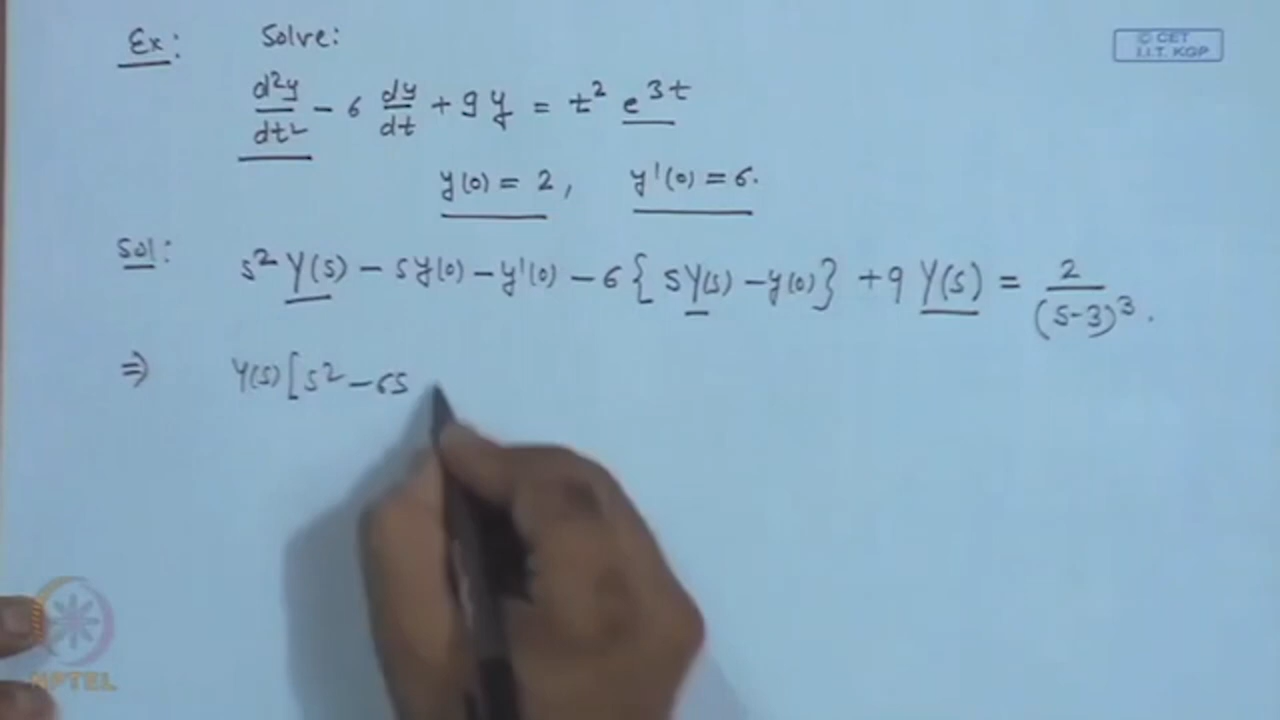 Ex: Solve:
© CET
I.I.T. KGP
d²y/dt² - 6 dy/dt + 9y = t² e^3t
y(0) = 2, y'(0) = 6.
Sol: s² Y(s) - sy(0) - y'(0) - 6{ sY(s) - y(0)} + 9 Y(s) = 2/(s-3)³.
⇒ Y(s)[s² - 6s
NPTEL